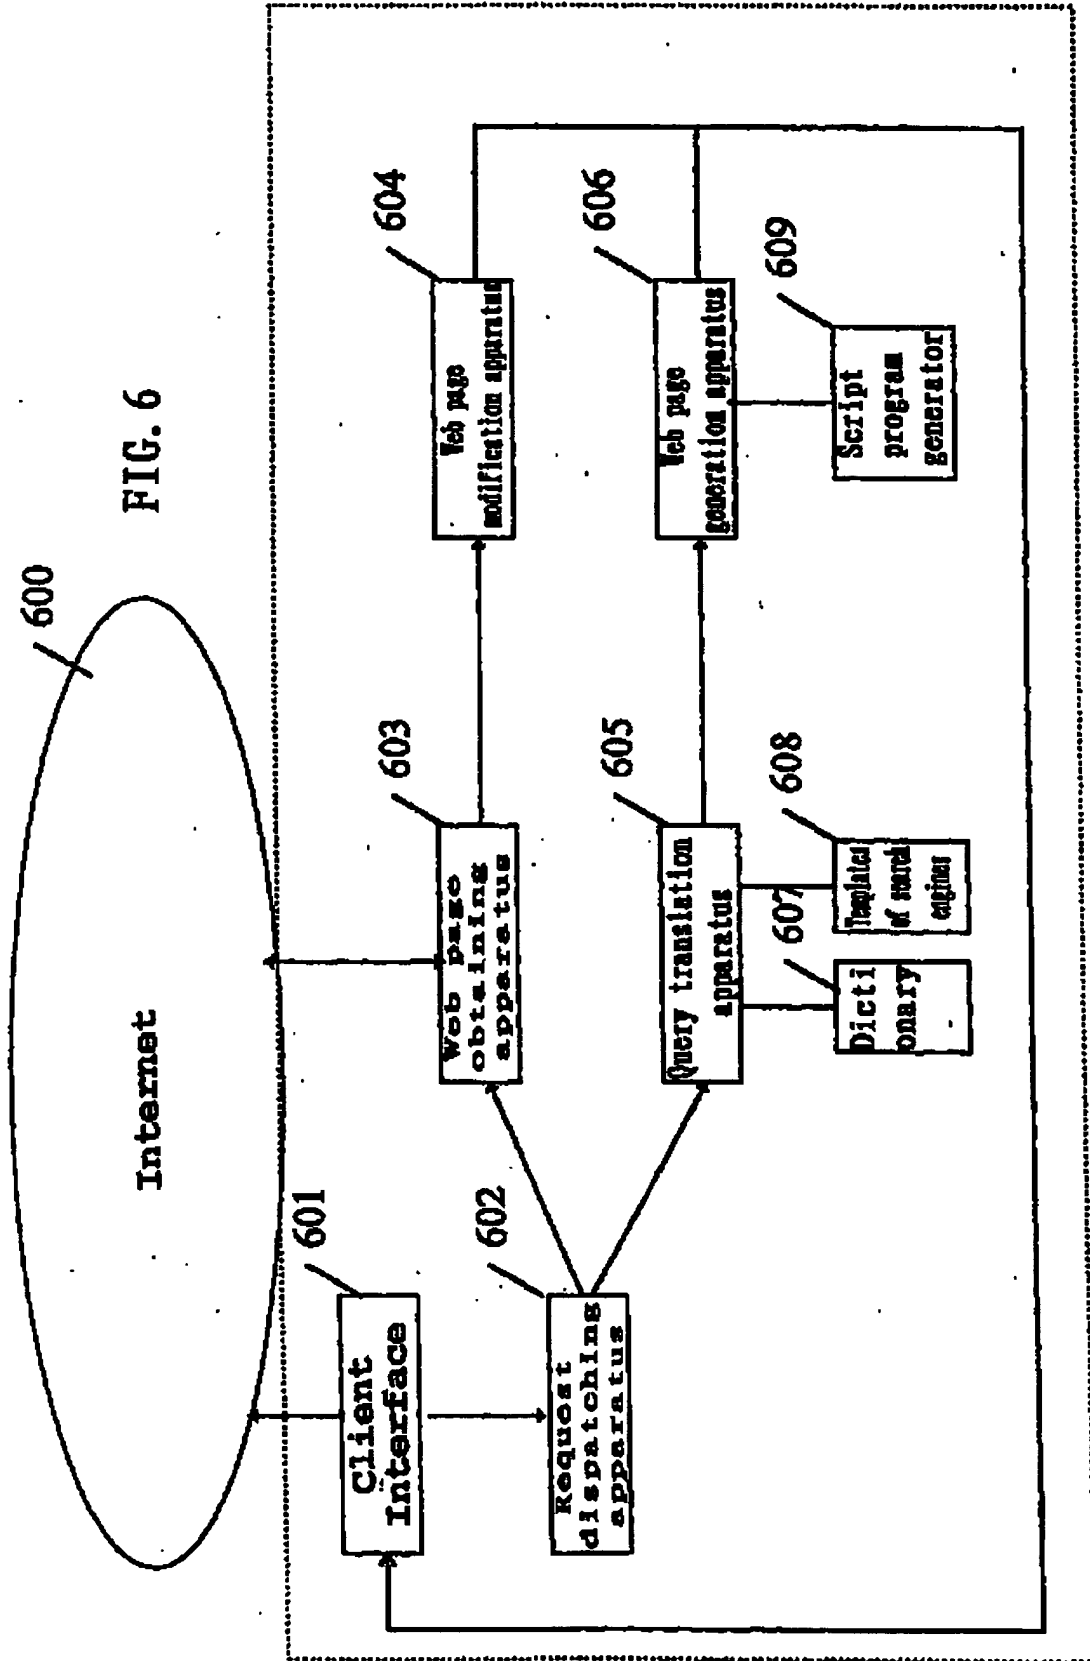 FIG. 6
600
Internet
601
Client
Interface
602
Request
dispatching
apparatus
603
Web page
obtaining
apparatus
604
Web page
modification apparatus
605
Query translation
apparatus
606
Web page
generation apparatus
607
Dicti
onary
608
Templates
of search
engines
609
Script
program
generator